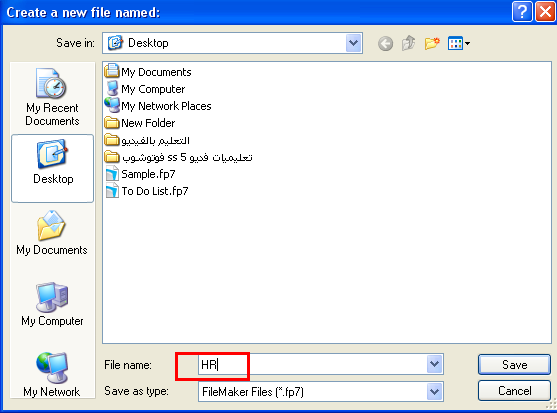 Create a new file named:
Save in: Desktop
My Recent
Documents
Desktop
My Documents
My Computer
My Network
My Documents
My Computer
My Network Places
New Folder
التعليم بالفيديو
تعليميات فديو ss 5 فوتوشوب
Sample.fp7
To Do List.fp7
File name: HR Save
Save as type: FileMaker Files (*.fp7) Cancel